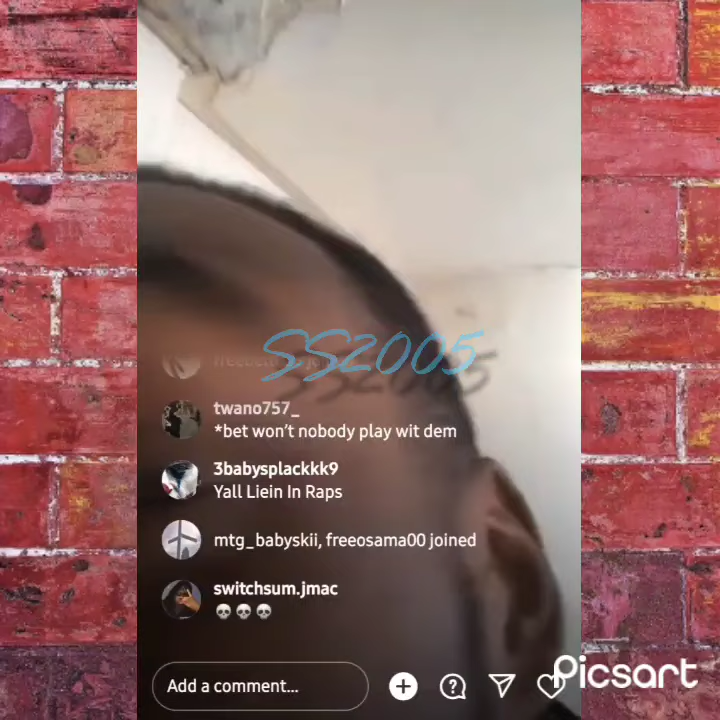 SS2005
twano757_
*bet won't nobody play wit dem
3babysplackkk9
Yall Liein In Raps
mtg_babyskii, freeosama00 joined
switchsum.jmac
💀💀💀
Add a comment...
Picsart